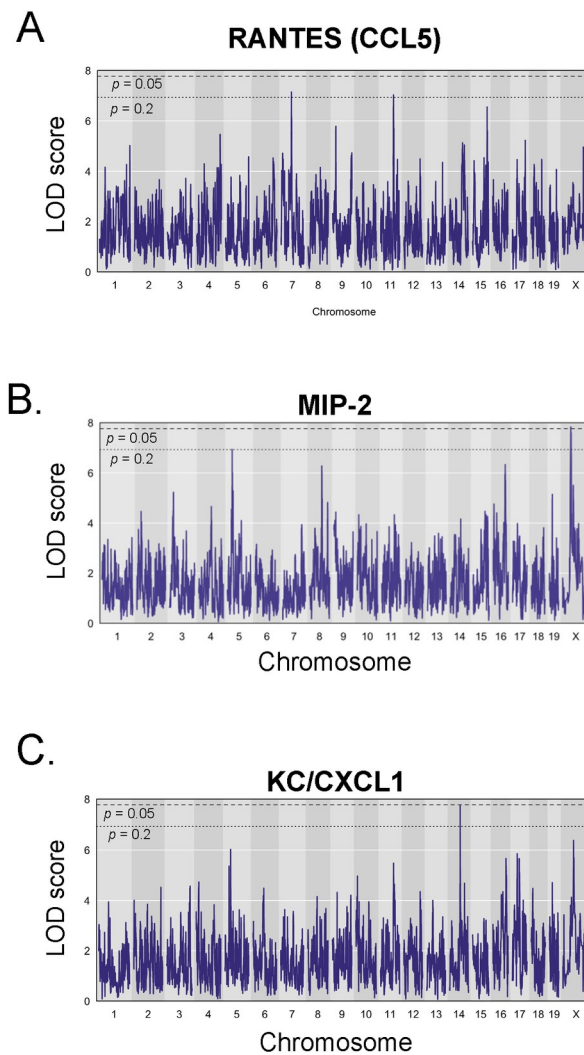 A
RANTES (CCL5)
8
6
4
2
0
LOD score
p = 0.05
p = 0.2
1 2 3 4 5 6 7 8 9 10 11 12 13 14 15 16 17 18 19 X
Chromosome
B.
MIP-2
8
6
4
2
0
LOD score
p = 0.05
p = 0.2
1 2 3 4 5 6 7 8 9 10 11 12 13 14 15 16 17 18 19 X
Chromosome
C.
KC/CXCL1
8
6
4
2
0
LOD score
p = 0.05
p = 0.2
1 2 3 4 5 6 7 8 9 10 11 12 13 14 15 16 17 18 19 X
Chromosome